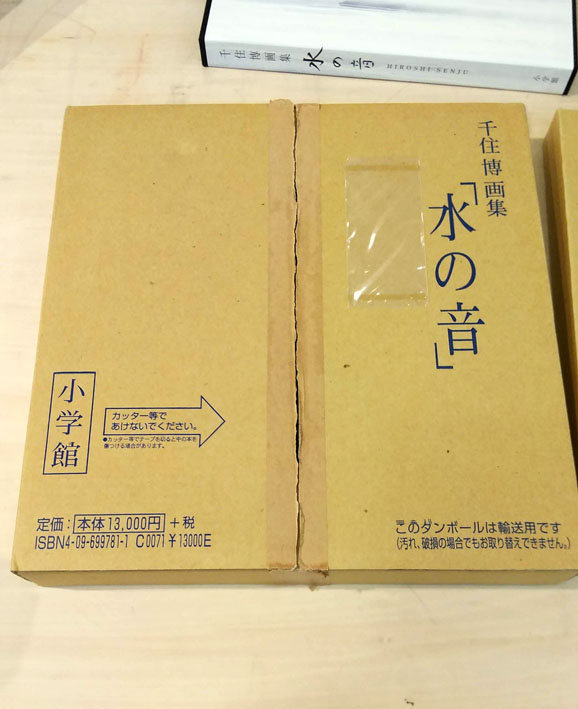 千住博画集 水の音 HIROSHI SENJU 小学館
千住博画集
「水の音」
小学館
カッター等で
あけないでください。
●カッター等でテープを切ると中の本を
傷つける場合があります。
定価:本体13,000円+税
ISBN4-09-699781-1 C0071 ¥13000E
このダンボールは輸送用です
(汚れ、破損の場合でもお取り替えできません。)